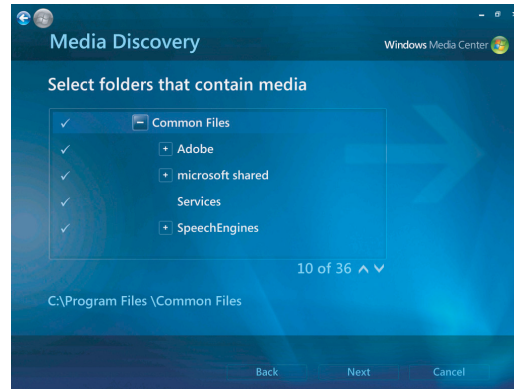 Media Discovery
Windows Media Center
Select folders that contain media
Common Files
Adobe
microsoft shared
Services
SpeechEngines
10 of 36
C:\Program Files \Common Files
Back Next Cancel